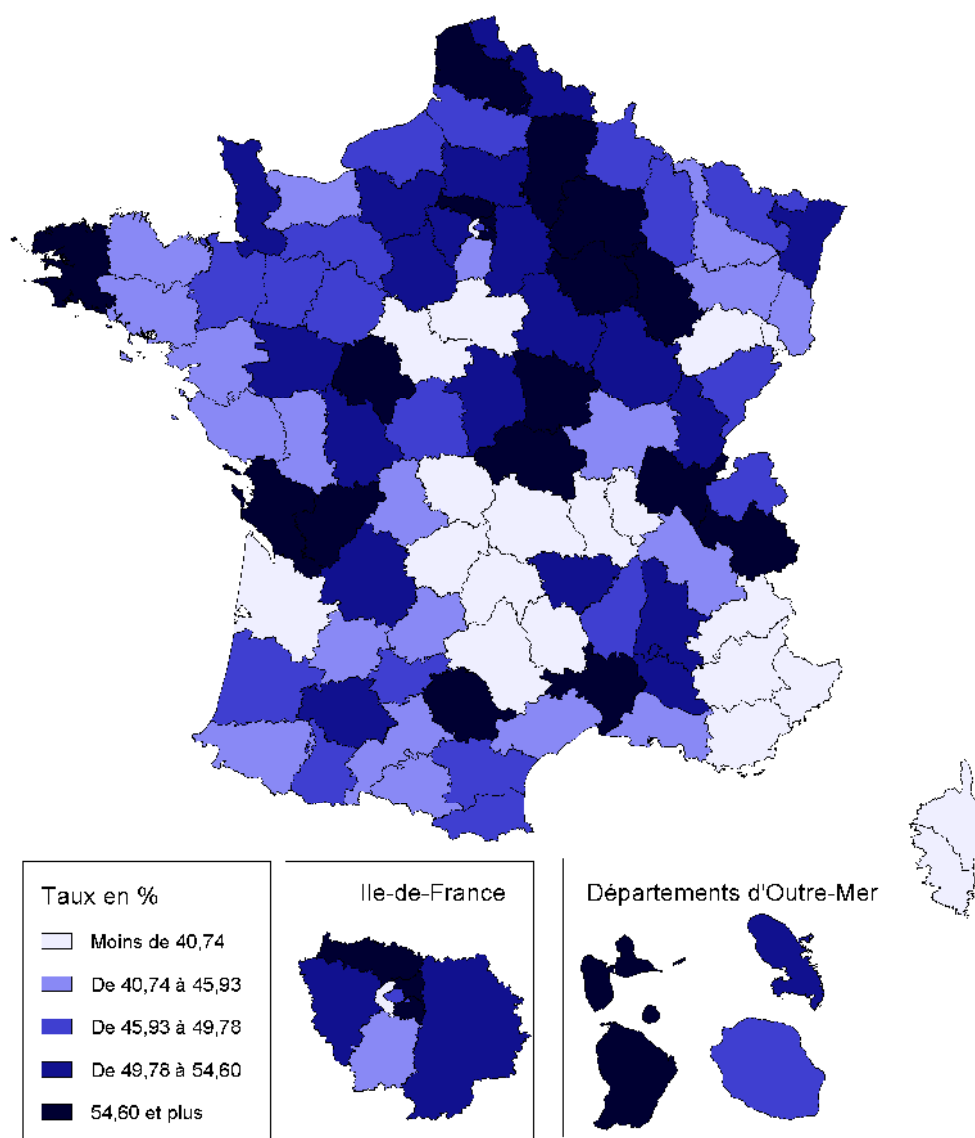 Taux en %
Moins de 40,74
De 40,74 à 45,93
De 45,93 à 49,78
De 49,78 à 54,60
54,60 et plus
Ile-de-France
Départements d'Outre-Mer